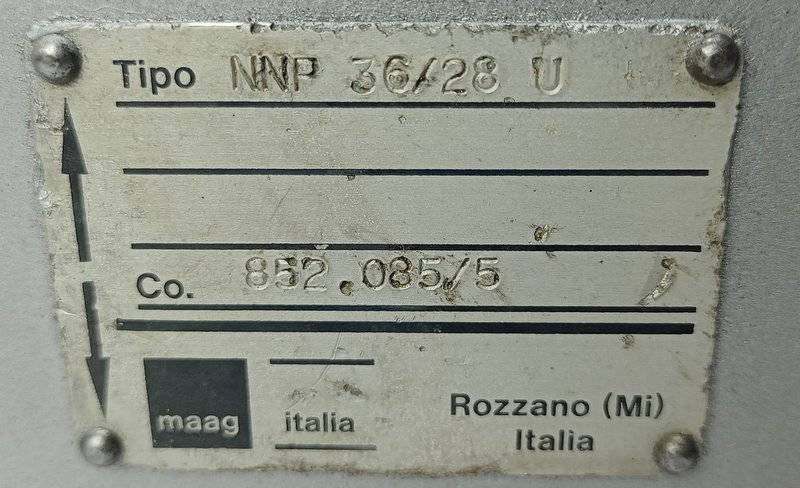 Tipo NNP 36/28 U
Co. 852.085/5
maag italia
Rozzano (Mi)
Italia